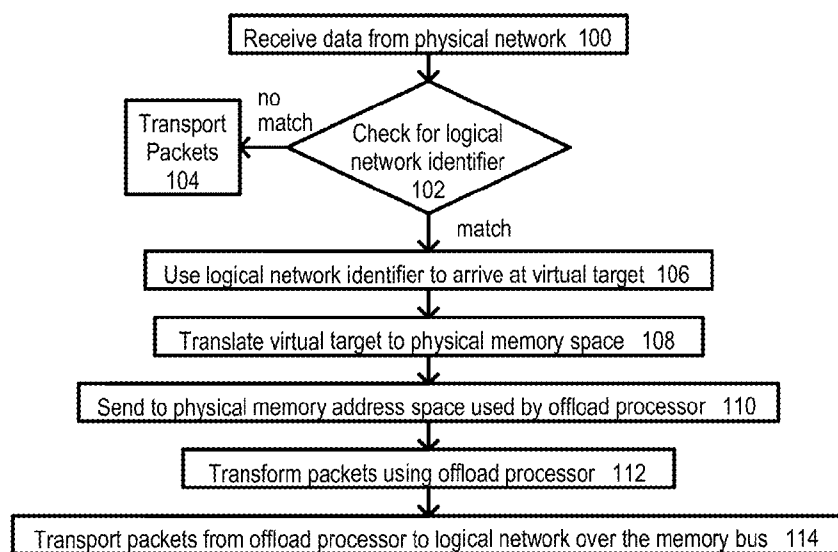 Receive data from physical network 100
no
match
Transport
Packets
104
Check for logical
network identifier
102
match
Use logical network identifier to arrive at virtual target 106
Translate virtual target to physical memory space 108
Send to physical memory address space used by offload processor 110
Transform packets using offload processor 112
Transport packets from offload processor to logical network over the memory bus 114